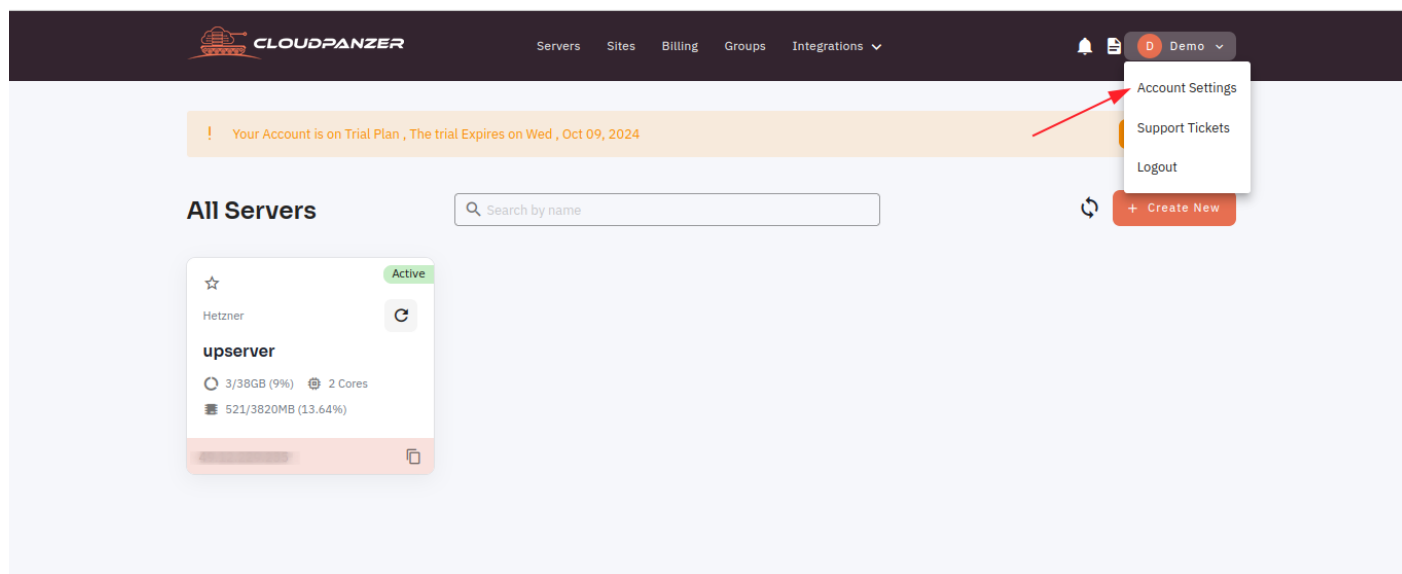 CLOUDPANZER
Servers Sites Billing Groups Integrations
D Demo
Account Settings
Support Tickets
Logout
! Your Account is on Trial Plan , The trial Expires on Wed , Oct 09, 2024
All Servers
Search by name
+ Create New
Active
Hetzner
upserver
3/38GB (9%) 2 Cores
521/3820MB (13.64%)